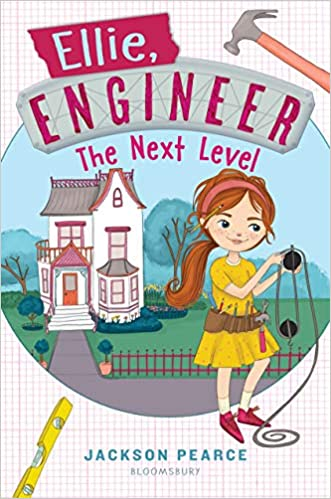 Ellie,
ENGINEER
The Next Level
JACKSON PEARCE
BLOOMSBURY